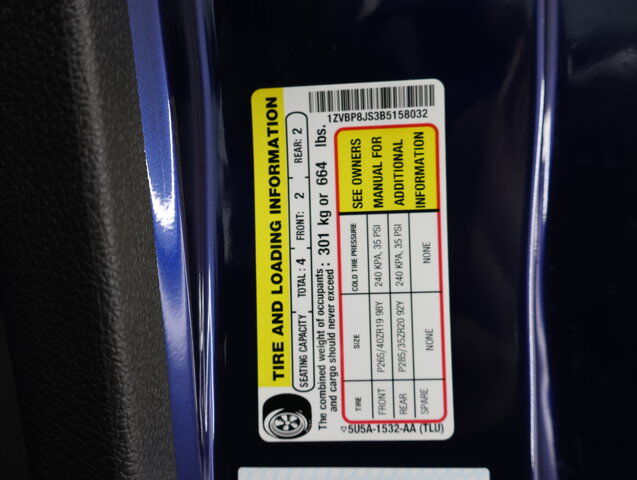 TIRE AND LOADING INFORMATION
SEATING CAPACITY TOTAL: 4 FRONT: 2 REAR: 2
The combined weight of occupants and cargo should never exceed: 301 kg or 664 lbs.
TIRE SIZE COLD TIRE PRESSURE SEE OWNERS
FRONT P265/40ZR19 98Y 240 KPA, 35 PSI MANUAL FOR
REAR P285/35ZR20 92Y 240 KPA, 35 PSI ADDITIONAL
SPARE NONE NONE INFORMATION
5U5A-1532-AA (TLU)
1ZVBP8JS3B5158032